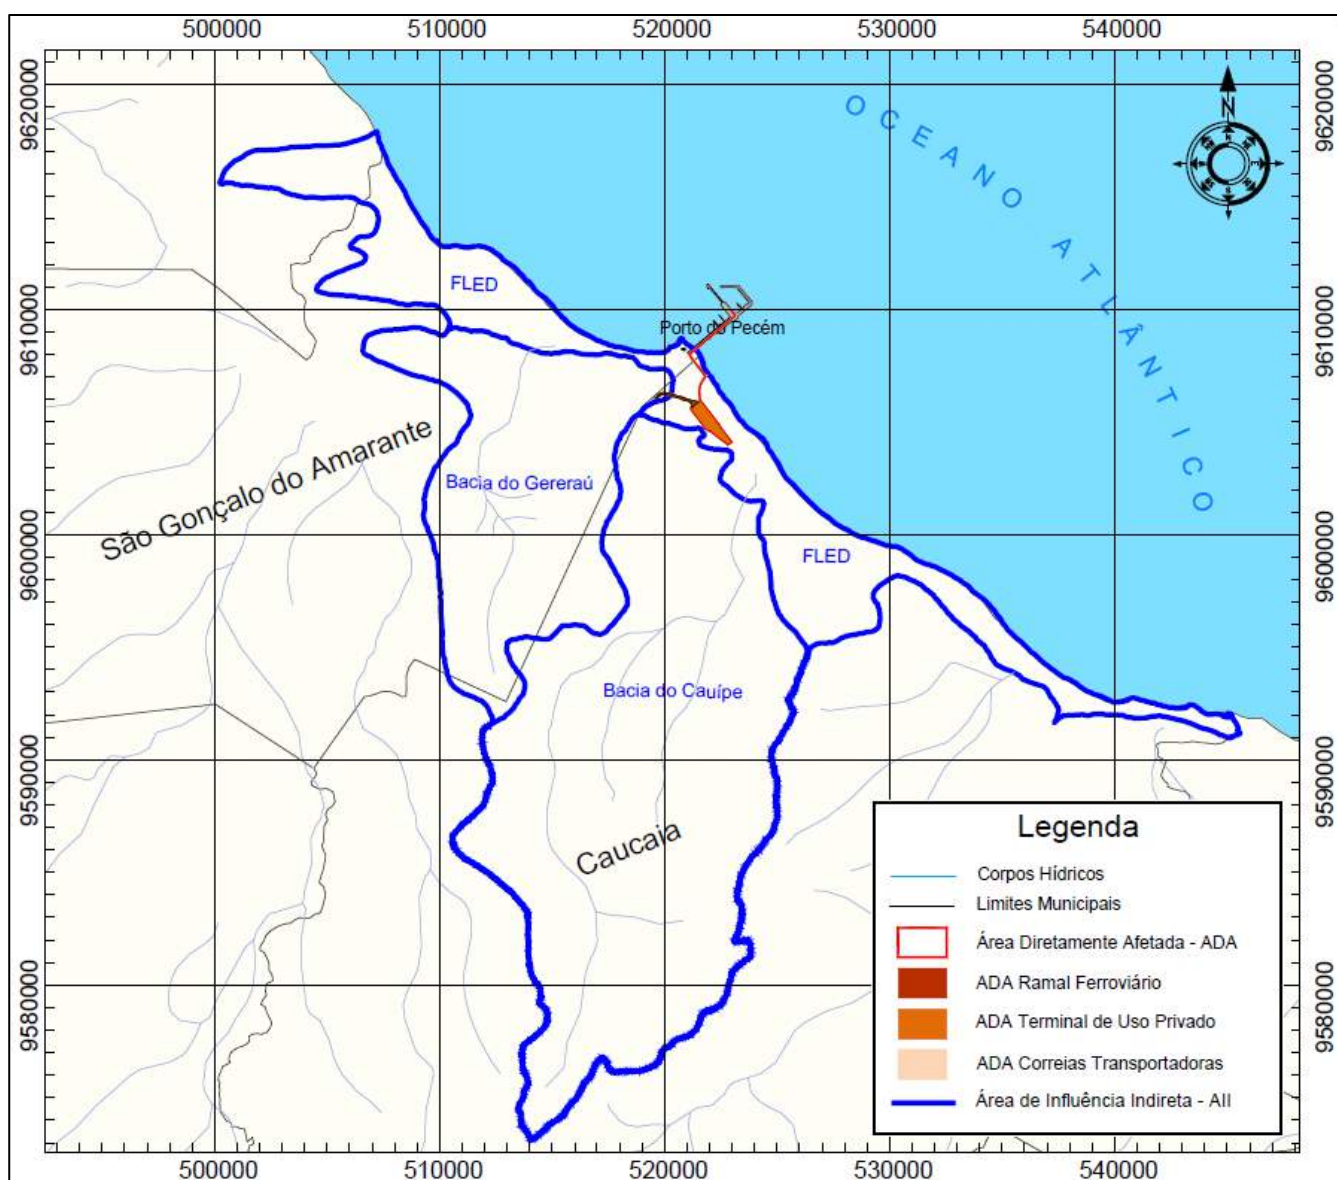 500000 510000 520000 530000 540000
9620000
9620000
N
OCEANO ATLÂNTICO
FLED
9610000
Porto do Pecém
9610000
São Gonçalo do Amarante
Bacia do Gereraú
9600000
FLED
9600000
Bacia do Cauípe
9590000
Caucaia
9590000
9580000
9580000
Legenda
Corpos Hídricos
Limites Municipais
Área Diretamente Afetada - ADA
ADA Ramal Ferroviário
ADA Terminal de Uso Privado
ADA Correias Transportadoras
Área de Influência Indireta - AII
500000 510000 520000 530000 540000